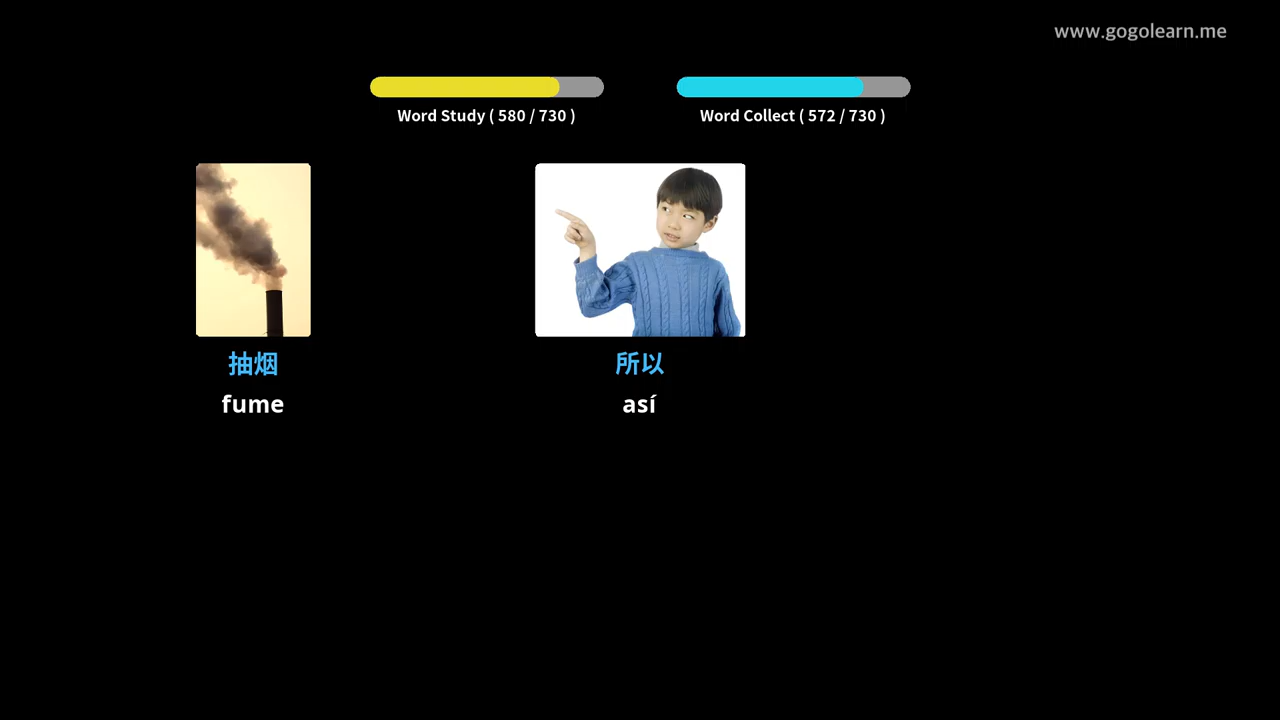 www.gogolearn.me
Word Study ( 580 / 730 )
Word Collect ( 572 / 730 )
抽烟
fume
所以
así